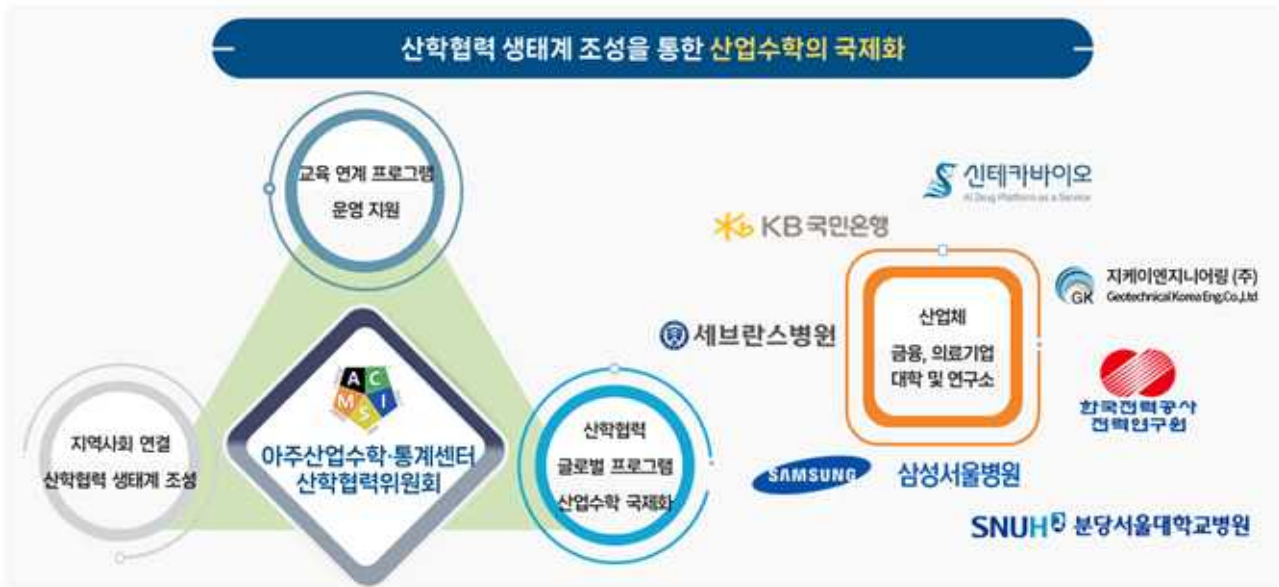 산학협력 생태계 조성을 통한 산업수학의 국제화
교육 연계 프로그램
운영 지원
신테카바이오
AI Drug Platform as a Service
KB 국민은행
지케이엔지니어링 (주)
GK
Geotechnical Korea Eng.Co.,Ltd
산업체
금융, 의료기업
대학 및 연구소
세브란스병원
한국전력공사
전력연구원
A C
M S I
아주산업수학·통계센터
산학협력위원회
지역사회 연결
산학협력 생태계 조성
산학협력
글로벌 프로그램
산업수학 국제화
SAMSUNG
삼성서울병원
SNUH 분당서울대학교병원